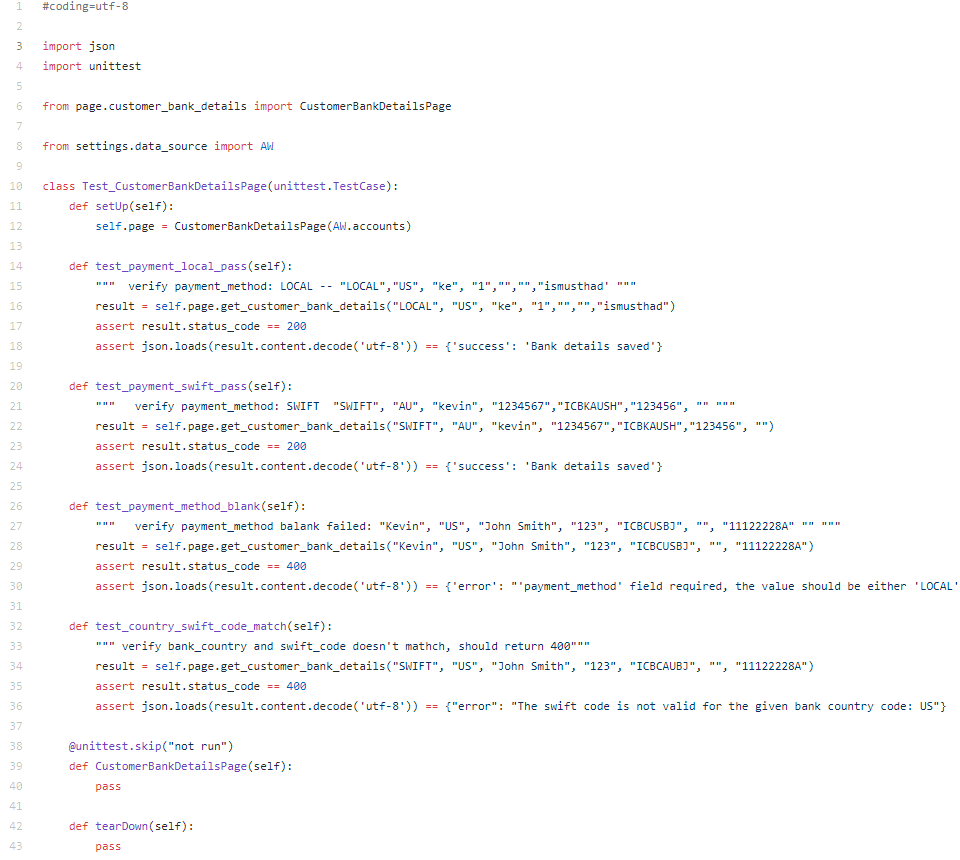 1 #coding=utf-8
2
3 import json
4 import unittest
5
6 from page.customer_bank_details import CustomerBankDetailsPage
7
8 from settings.data_source import AW
9
10 class Test_CustomerBankDetailsPage(unittest.TestCase):
11     def setUp(self):
12         self.page = CustomerBankDetailsPage(AW.accounts)
13
14     def test_payment_local_pass(self):
15         """  verify payment_method: LOCAL -- "LOCAL","US", "ke", "1","","","ismusthad' """
16         result = self.page.get_customer_bank_details("LOCAL", "US", "ke", "1","","","ismusthad")
17         assert result.status_code == 200
18         assert json.loads(result.content.decode('utf-8')) == {'success': 'Bank details saved'}
19
20     def test_payment_swift_pass(self):
21         """   verify payment_method: SWIFT  "SWIFT", "AU", "kevin", "1234567","ICBKAUSH","123456", "" """
22         result = self.page.get_customer_bank_details("SWIFT", "AU", "kevin", "1234567","ICBKAUSH","123456", "")
23         assert result.status_code == 200
24         assert json.loads(result.content.decode('utf-8')) == {'success': 'Bank details saved'}
25
26     def test_payment_method_blank(self):
27         """   verify payment_method balank failed: "Kevin", "US", "John Smith", "123", "ICBCUSBJ", "", "11122228A" "" """
28         result = self.page.get_customer_bank_details("Kevin", "US", "John Smith", "123", "ICBCUSBJ", "", "11122228A")
29         assert result.status_code == 400
30         assert json.loads(result.content.decode('utf-8')) == {'error': "'payment_method' field required, the value should be either 'LOCAL'
31
32     def test_country_swift_code_match(self):
33         """ verify bank_country and swift_code doesn't mathch, should return 400"""
34         result = self.page.get_customer_bank_details("SWIFT", "US", "John Smith", "123", "ICBCAUBJ", "", "11122228A")
35         assert result.status_code == 400
36         assert json.loads(result.content.decode('utf-8')) == {"error": "The swift code is not valid for the given bank country code: US"}
37
38     @unittest.skip("not run")
39     def CustomerBankDetailsPage(self):
40         pass
41
42     def tearDown(self):
43         pass